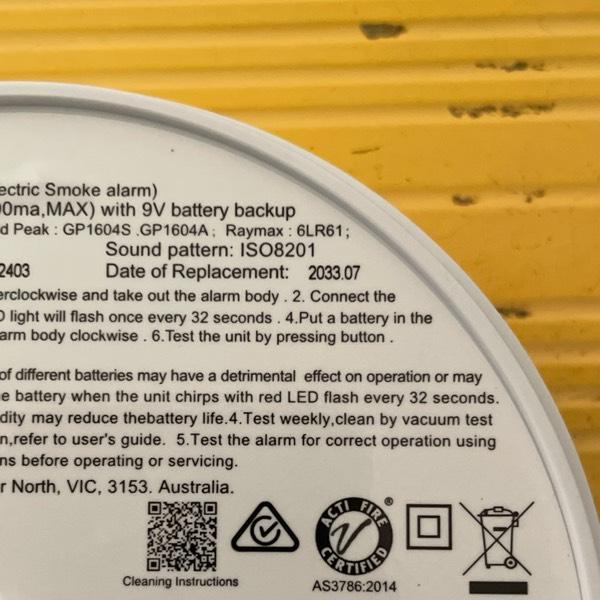 ectric Smoke alarm)
00ma,MAX) with 9V battery backup
d Peak : GP1604S .GP1604A ; Raymax : 6LR61;
Sound pattern: ISO8201
2403 Date of Replacement: 2033.07
erclockwise and take out the alarm body . 2. Connect the
D light will flash once every 32 seconds . 4.Put a battery in the
arm body clockwise . 6.Test the unit by pressing button .
of different batteries may have a detrimental effect on operation or may
e battery when the unit chirps with red LED flash every 32 seconds.
dity may reduce thebattery life.4.Test weekly,clean by vacuum test
n,refer to user's guide. 5.Test the alarm for correct operation using
ns before operating or servicing.
r North, VIC, 3153. Australia.
ACTIVFIRE ®
CERTIFIED
Cleaning Instructions
AS3786:2014